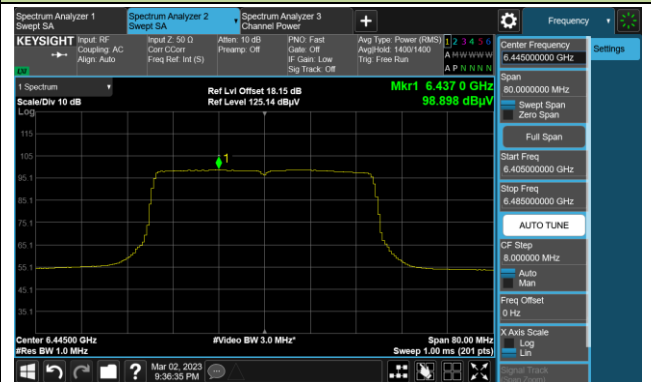 Spectrum Analyzer 1
Swept SA
Spectrum Analyzer 2
Swept SA
Spectrum Analyzer 3
Channel Power
+
Frequency
KEYSIGHT
Input: RF
Coupling: AC
Align: Auto
Input Z: 50 Ω
Corr CCorr
Freq Ref: Int (S)
Atten: 10 dB
Preamp: Off
PNO: Fast
Gate: Off
IF Gain: Low
Sig Track: Off
Avg Type: Power (RMS)
Avg|Hold: 1400/1400
Trig: Free Run
1 2 3 4 5 6
A W W W W W
A P N N N N
1 Spectrum
Scale/Div 10 dB
Ref Lvl Offset 18.15 dB
Ref Level 125.14 dBµV
Mkr1 6.437 0 GHz
98.898 dBµV
Log
115
105
95.1
85.1
75.1
65.1
55.1
45.1
35.1
1
Center 6.44500 GHz
#Res BW 1.0 MHz
#Video BW 3.0 MHz*
Span 80.00 MHz
Sweep 1.00 ms (201 pts)
Center Frequency
6.445000000 GHz
Settings
Span
80.0000000 MHz
Swept Span
Zero Span
Full Span
Start Freq
6.405000000 GHz
Stop Freq
6.485000000 GHz
AUTO TUNE
CF Step
8.000000 MHz
Auto
Man
Freq Offset
0 Hz
X Axis Scale
Log
Lin
Signal Track
(Span Zoom)
?
Mar 02, 2023
9:36:35 PM